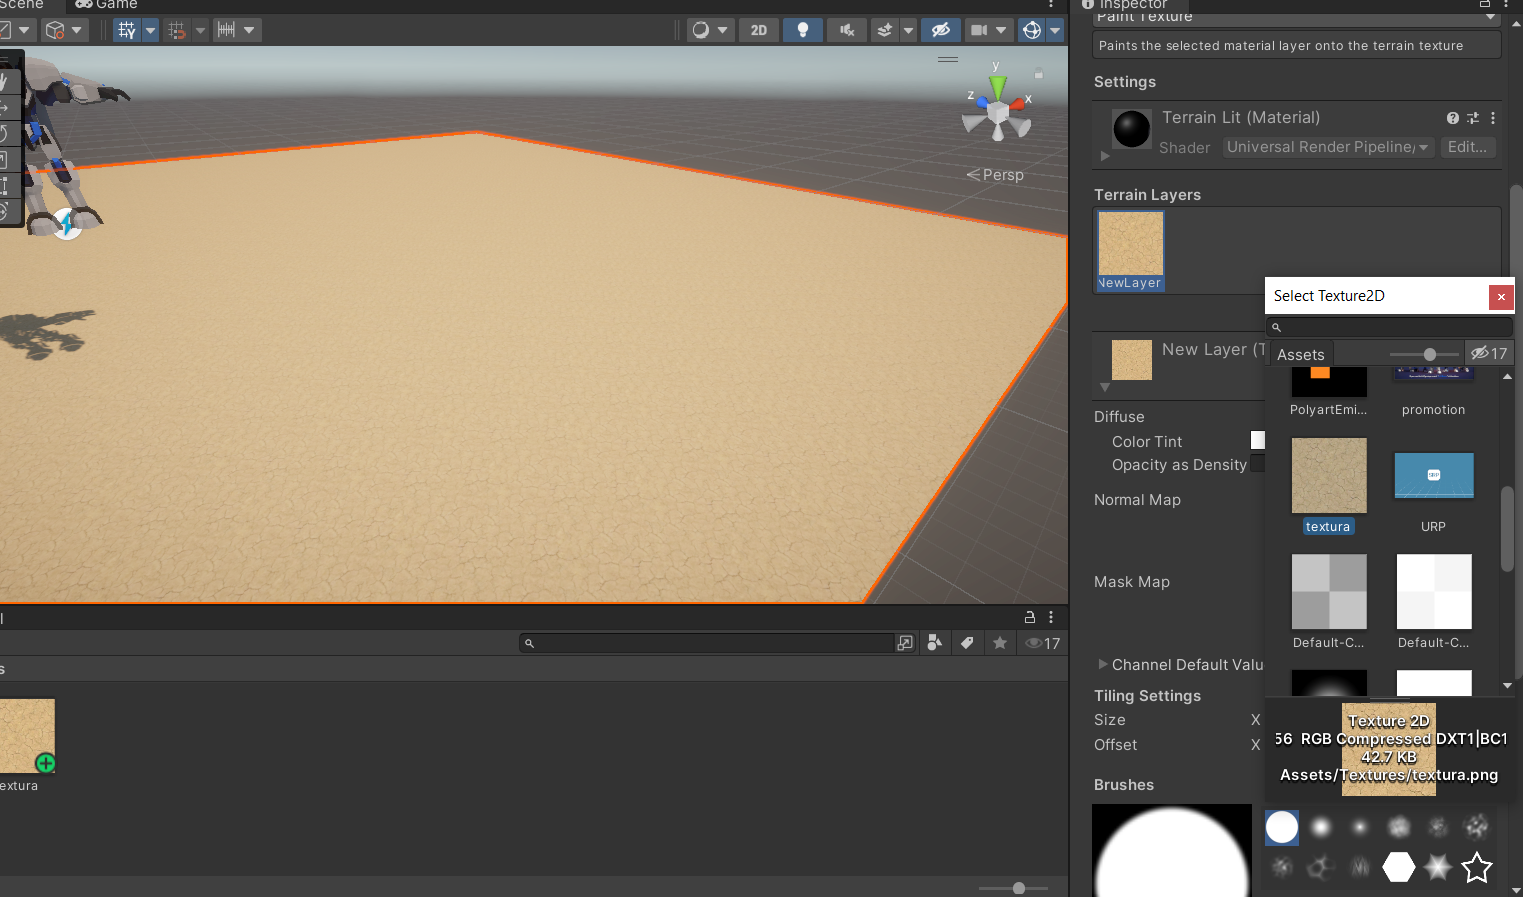 Scene
Game
Inspector
2D
Paint Texture
Paints the selected material layer onto the terrain texture
Settings
Terrain Lit (Material)
Shader
Universal Render Pipeline/
Edit...
y
z
x
Persp
Terrain Layers
NewLayer
Select Texture2D
New Layer (T
Assets
17
PolyartEmi...
promotion
Diffuse
Color Tint
Opacity as Density
Normal Map
textura
URP
Mask Map
Default-C...
Default-C...
17
Channel Default Valu
Tiling Settings
Size
X
Offset
X
Texture 2D
56 RGB Compressed DXT1|BC1
42.7 KB
Assets/Textures/textura.png
extura
Brushes